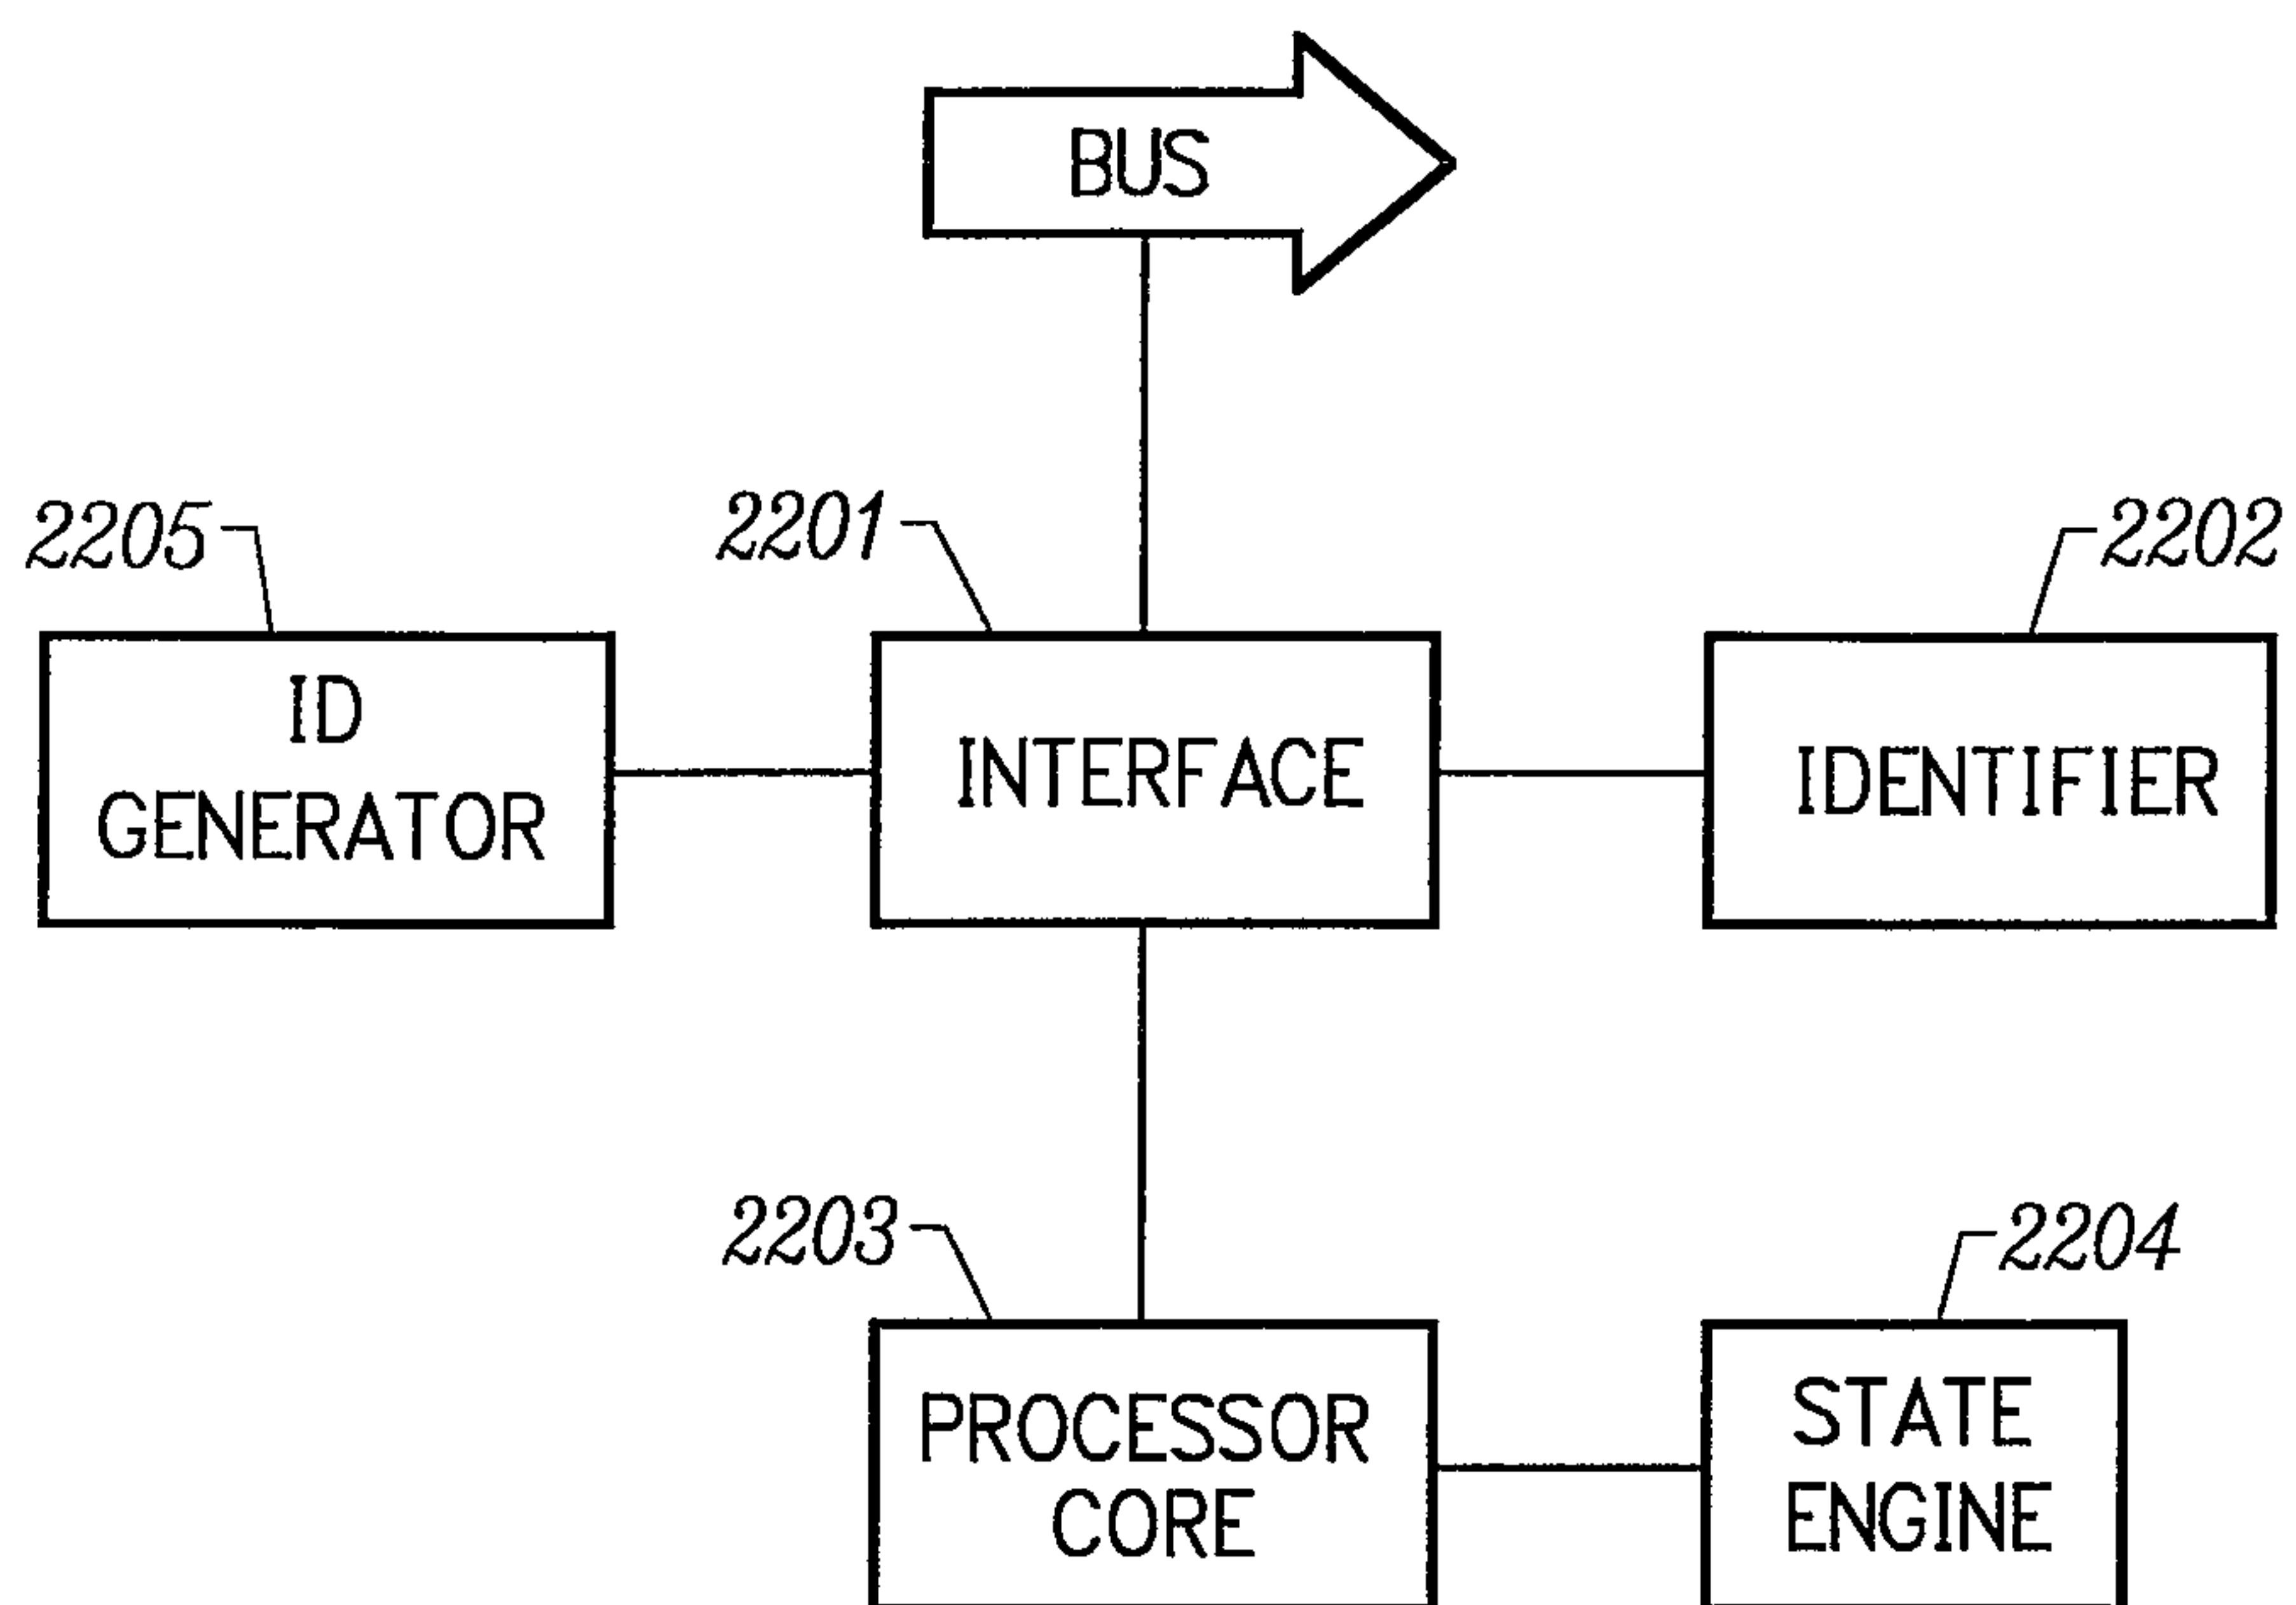 BUS
2205
2201
2202
ID
GENERATOR
INTERFACE
IDENTIFIER
2203
2204
PROCESSOR
CORE
STATE
ENGINE